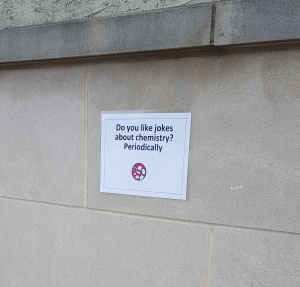 Do you like jokes
about chemistry?
Periodically